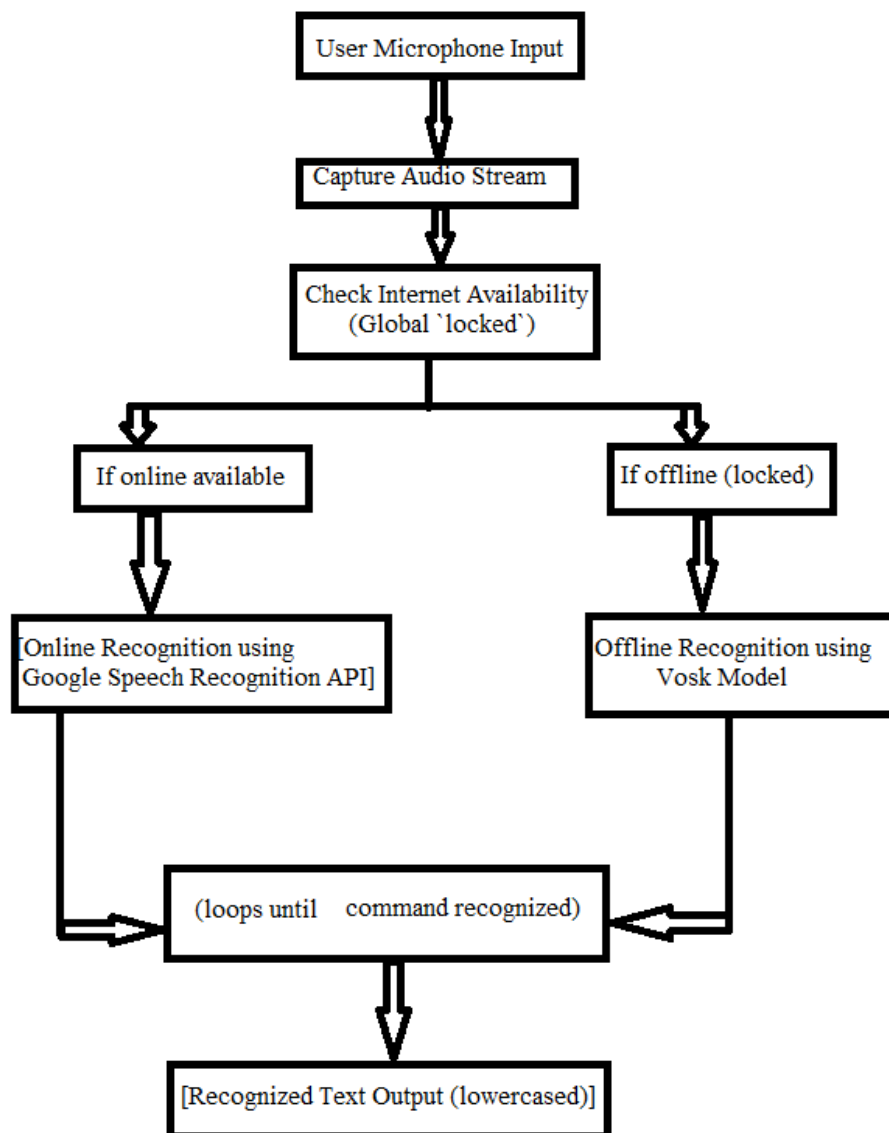 User Microphone Input
Capture Audio Stream
Check Internet Availability
(Global `locked`)
If online available
If offline (locked)
[Online Recognition using
Google Speech Recognition API]
Offline Recognition using
Vosk Model
(loops until command recognized)
[Recognized Text Output (lowercased)]